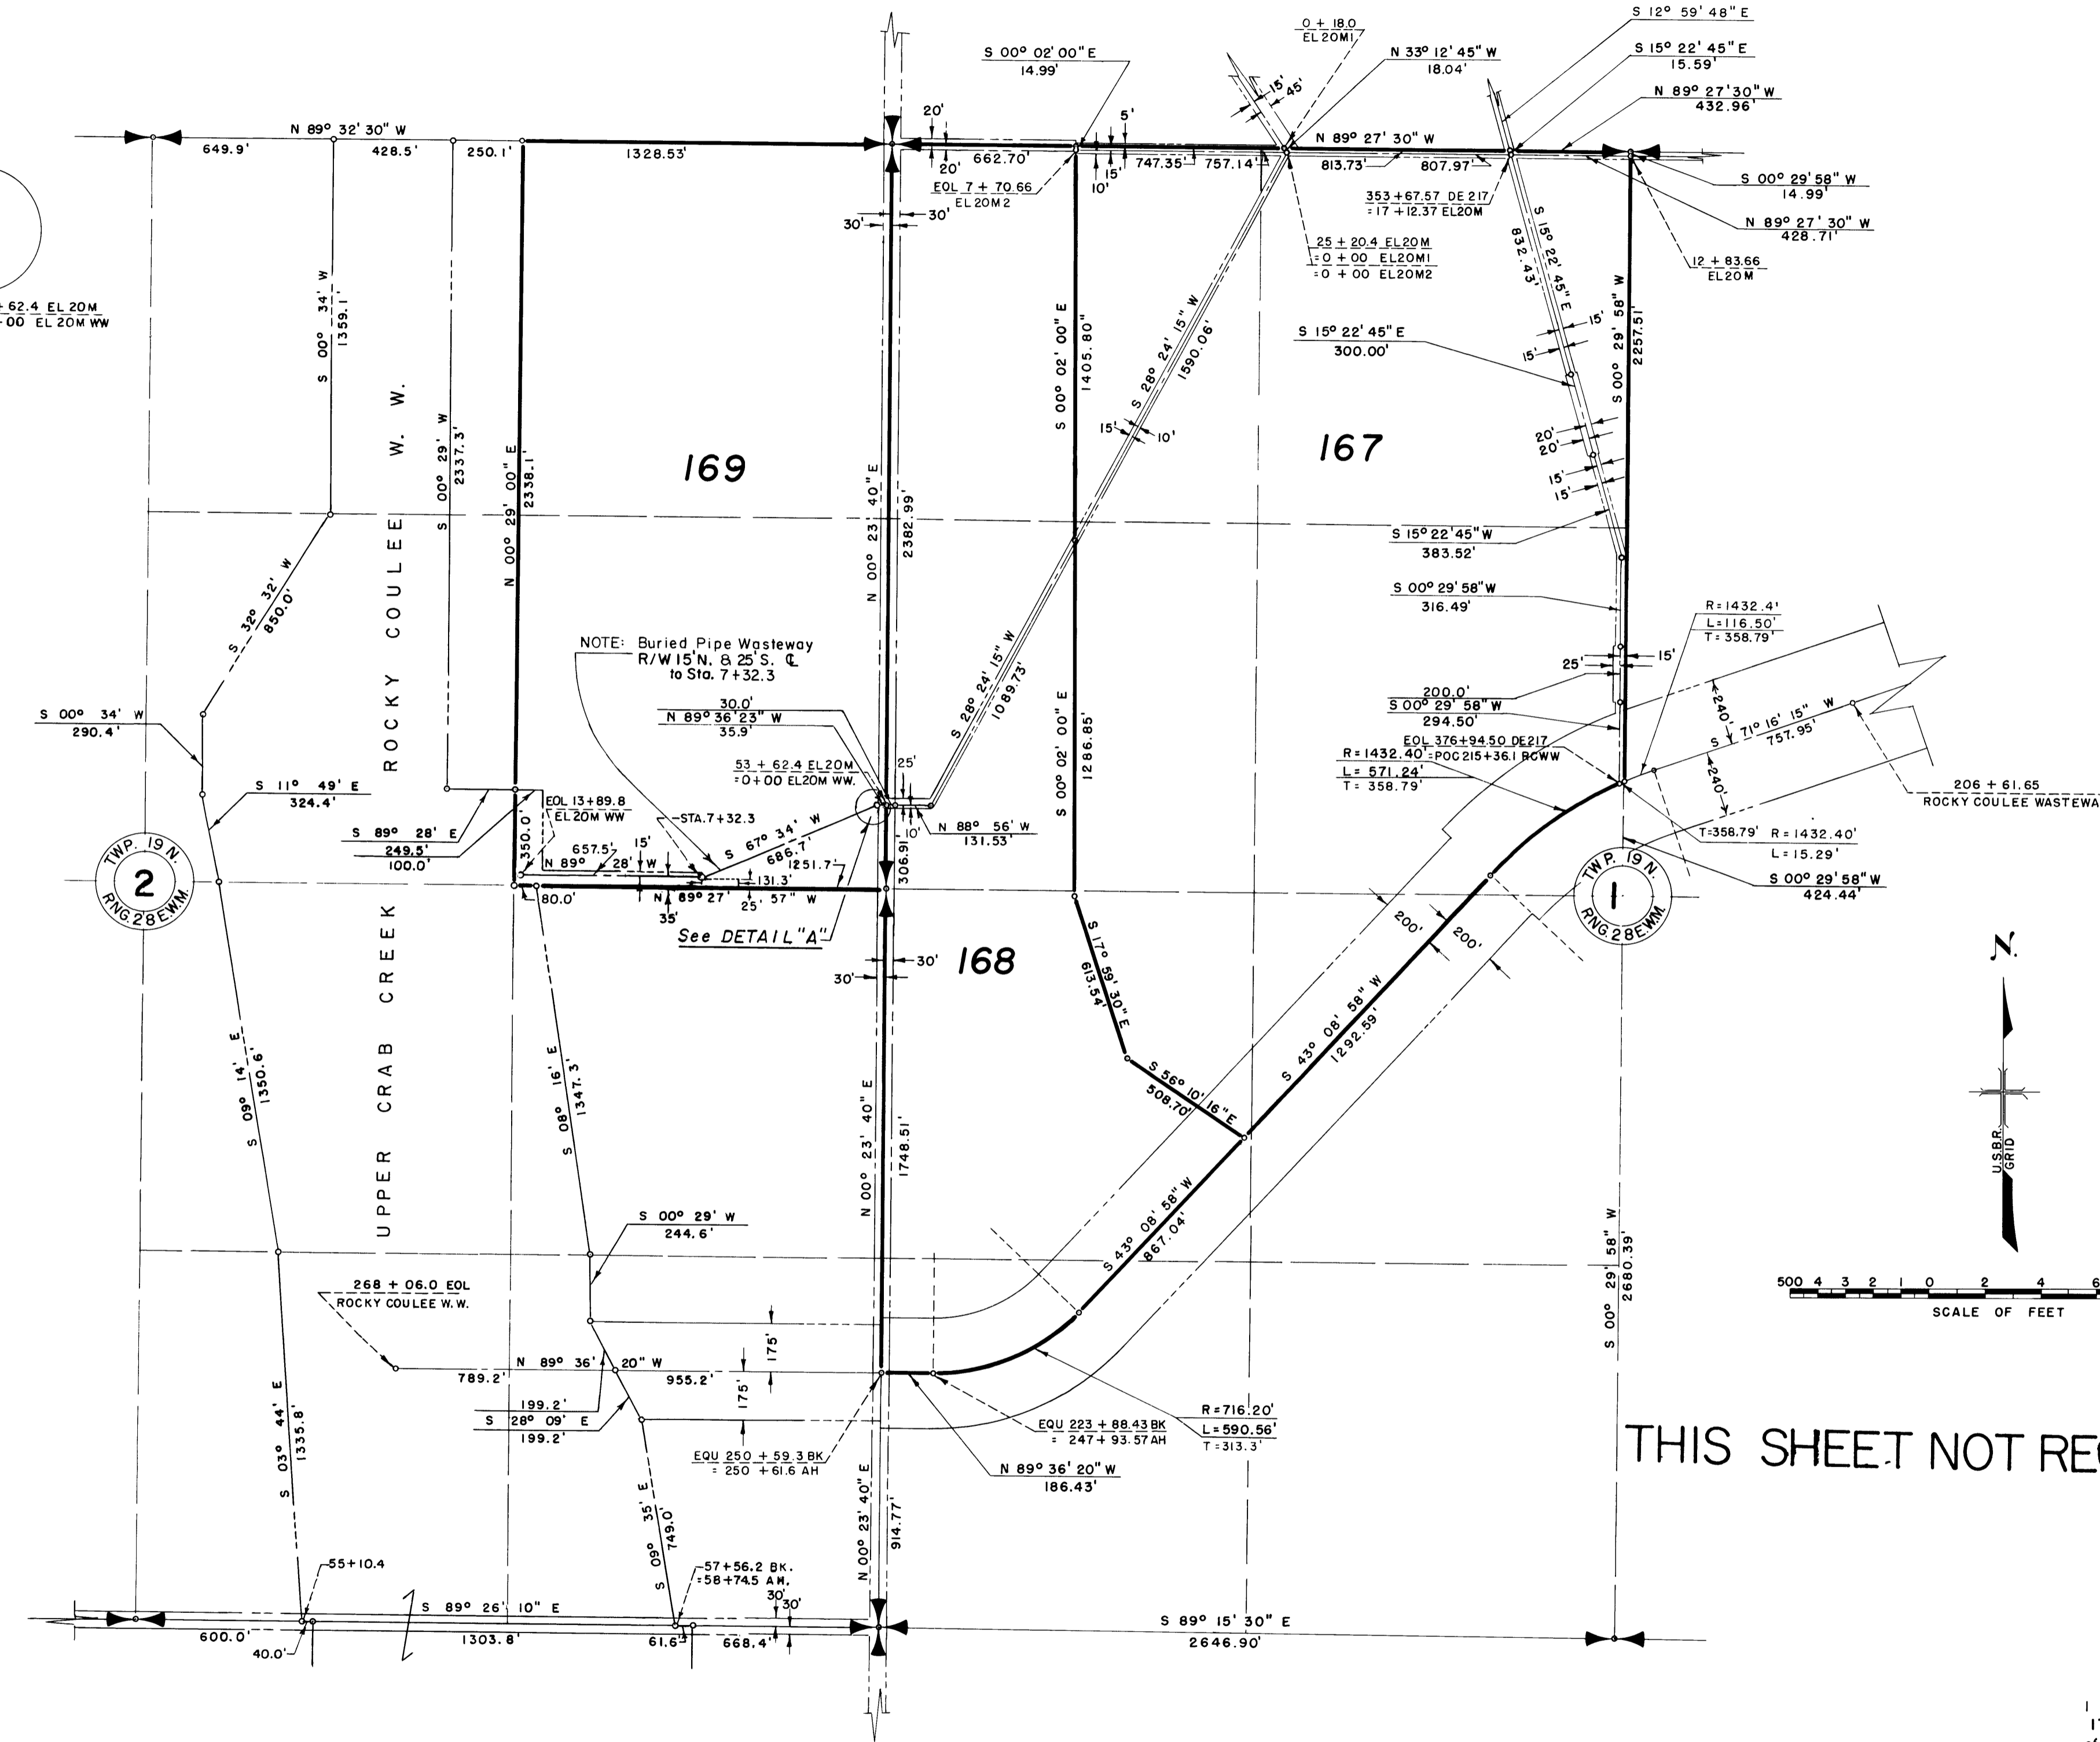 S 12° 59' 48" E
0 + 18.0
EL20M1
S 00° 02' 00" E
14.99'
N 33° 12' 45" W
18.04'
S 15° 22' 45" E
15.59'
N 89° 27' 30" W
432.96'
15'
45'
20'
5'
N 89° 32' 30" W
649.9'
428.5'
250.1'
1328.53'
20'
662.70'
10'
15'
747.35'
757.14'
N 89° 27' 30" W
813.73'
807.97'
EOL 7 + 70.66
EL20M2
30'
30'
S 00° 29' 58" W
14.99'
353+67.57 DE 217
= 17 + 12.37 EL20M
N 89° 27' 30" W
428.71'
25 + 20.4 EL20M
= 0 + 00 EL20M1
= 0 + 00 EL20M2
12 + 83.66
EL20M
+ 62.4 EL 20M
+00 EL 20M WW
S 00° 34' W
1359.1'
S 00° 29' W
2337.3'
N 00° 29' 00" E
2338.1'
169
N 00° 23' 40" E
2382.99'
S 00° 02' 00" E
1405.80"
S 28° 24' 15" W
1590.06'
15'
10'
167
S 15° 22' 45" E
832.43'
S 15° 22' 45" E
300.00'
15'
15'
20'
20'
15'
15'
S 00° 29' 58" W
2257.51'
S 15° 22' 45" W
383.52'
S 00° 29' 58" W
316.49'
R=1432.4'
L=116.50'
T=358.79'
25'
15'
200.0'
S 00° 29' 58" W
294.50'
EOL 376+94.50 DE217
=POC 215+36.1 RCWW
R=1432.40'
L= 571.24'
T= 358.79'
240'
240'
S 71° 16' 15" W
757.95'
206 + 61.65
ROCKY COULEE WASTEWA
T=358.79' R=1432.40'
L=15.29'
S 00° 29' 58" W
424.44'
S 32° 32' W
850.0'
ROCKY COULEE W. W.
NOTE: Buried Pipe Wasteway
R/W 15' N. & 25' S. ℄
to Sta. 7+32.3
30.0'
N 89° 36' 23" W
35.9'
53 + 62.4 EL20M
=0+00 EL20M WW.
25'
10'
S 28° 24' 15" W
1089.73'
N 88° 56' W
131.53'
S 00° 02' 00" E
1286.85'
S 00° 34' W
290.4'
S 11° 49' E
324.4'
S 89° 28' E
249.5'
100.0'
350.0'
EOL 13+89.8
EL20M WW
STA. 7+32.3
S 67° 34' W
686.7'
1251.7'
306.91'
657.5'
15'
N 89° 28' W
131.3'
80.0'
35'
N 89° 27' 57" W
25'
See DETAIL "A"
TWP. 19 N.
2
RNG. 28 E.W.M.
TWP. 19 N.
1
RNG. 28 E.W.M.
UPPER CRAB CREEK
168
30'
30'
S 17° 59' 30" E
613.54'
S 56° 10' 16" E
508.70'
200'
200'
S 43° 08' 58" W
1292.59'
N.
U.S.B.R.
GRID
S 09° 14' E
1350.6'
S 08° 16' E
1347.3'
N 00° 23' 40" E
1748.51'
S 43° 08' 58" W
867.04'
S 00° 29' W
244.6'
S 00° 29' 58" W
2680.39'
500 4 3 2 1 0 2 4 6
SCALE OF FEET
268 + 06.0 EOL
ROCKY COULEE W.W.
N 89° 36' 20" W
789.2'
955.2'
175'
175'
199.2'
S 28° 09' E
199.2'
EQU 250 + 59.3 BK
= 250 + 61.6 AH
EQU 223 + 88.43 BK
= 247 + 93.57 AH
R=716.20'
L=590.56'
T=313.3'
N 89° 36' 20" W
186.43'
THIS SHEET NOT RE
S 03° 44' E
1335.8'
S 09° 35' E
749.0'
N 00° 23' 40" E
914.77'
55+10.4
57+56.2 BK.
=58+74.5 AH.
30'
30'
S 89° 26' 10" E
600.0'
40.0'
1303.8'
61.6'
668.4'
S 89° 15' 30" E
2646.90'